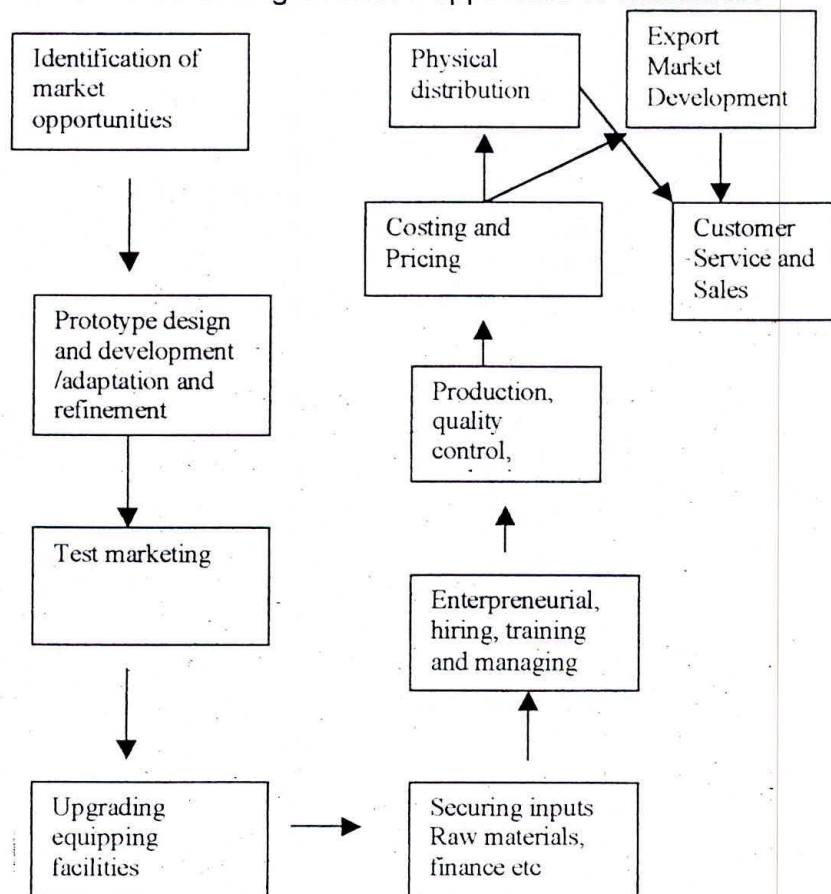 Identification of
market
opportunities
Prototype design
and development
/adaptation and
refinement
Test marketing
Upgrading
equipping
facilities
Securing inputs
Raw materials,
finance etc
Enterpreneurial,
hiring, training
and managing
Production,
quality
control,
Costing and
Pricing
Physical
distribution
Export
Market
Development
Customer
Service and
Sales